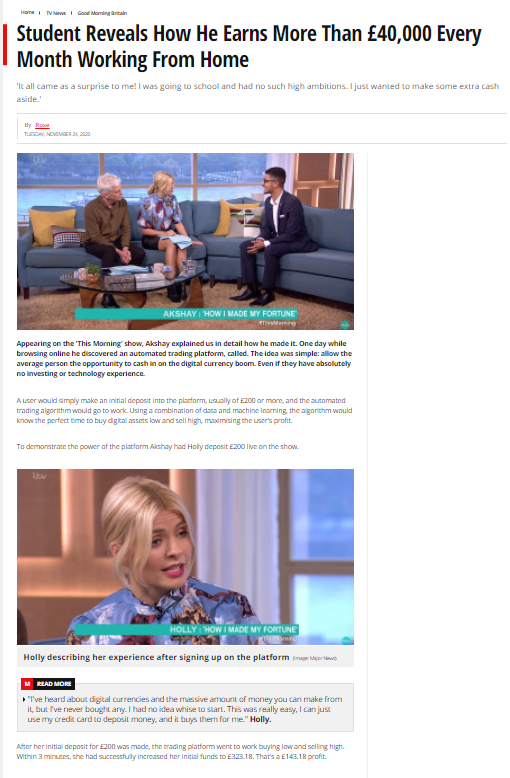 Home | TV News | Good Morning Britain
Student Reveals How He Earns More Than £40,000 Every
Month Working From Home
'It all came as a surprise to me! I was going to school and had no such high ambitions. I just wanted to make some extra cash
aside.'
By Rose
TUESDAY, NOVEMBER 24, 2020
itv
AKSHAY : 'HOW I MADE MY FORTUNE'
#ThisMorning
Appearing on the 'This Morning' show, Akshay explained us in detail how he made it. One day while
browsing online he discovered an automated trading platform, called. The idea was simple: allow the
average person the opportunity to cash in on the digital currency boom. Even if they have absolutely
no investing or technology experience.
A user would simply make an initial deposit into the platform, usually of £200 or more, and the automated
trading algorithm would go to work. Using a combination of data and machine learning, the algorithm would
know the perfect time to buy digital assets low and sell high, maximising the user's profit.
To demonstrate the power of the platform Akshay had Holly deposit £200 live on the show.
itv
HOLLY : 'HOW I MADE MY FORTUNE'
#ThisMorning
Holly describing her experience after signing up on the platform (Image: Major News)
M READ MORE
"I've heard about digital currencies and the massive amount of money you can make from
it, but I've never bought any. I had no idea whise to start. This was really easy, I can just
use my credit card to deposit money, and it buys them for me." Holly.
After her initial deposit for £200 was made, the trading platform went to work buying low and selling high.
Within 3 minutes, she had successfully increased her initial funds to £323.18. That's a £143.18 profit.